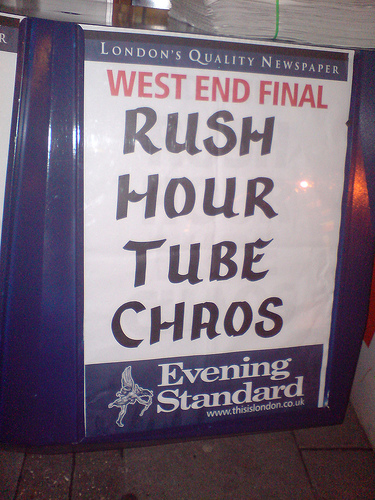 R
LONDON'S QUALITY NEWSPAPER
WEST END FINAL
RUSH
HOUR
TUBE
CHAOS
Evening
Standard
www.thisislondon.co.uk